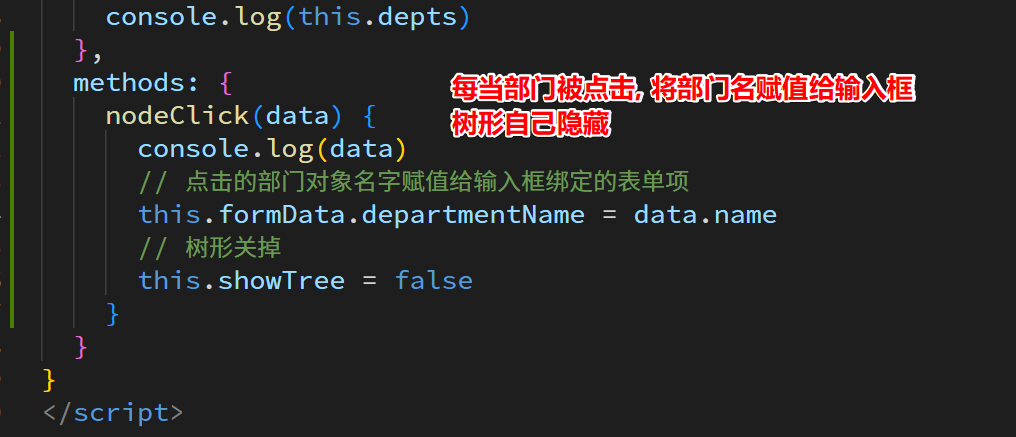 console.log(this.depts)
},
methods: {
每当部门被点击, 将部门名赋值给输入框
nodeClick(data) {
树形自己隐藏
console.log(data)
// 点击的部门对象名字赋值给输入框绑定的表单项
this.formData.departmentName = data.name
// 树形关掉
this.showTree = false
}
}
}
</script>